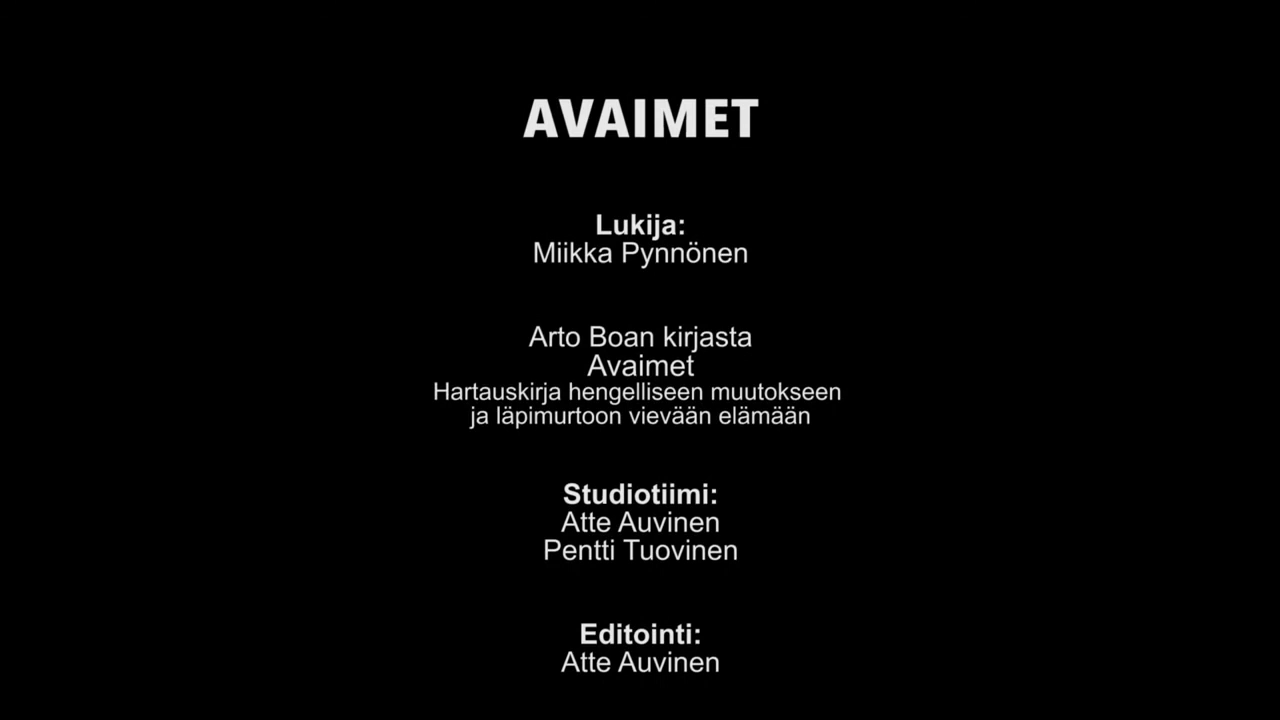 AVAIMET
Lukija:
Miikka Pynnönen
Arto Boan kirjasta
Avaimet
Hartauskirja hengelliseen muutokseen
ja läpimurtoon vievään elämään
Studiotiimi:
Atte Auvinen
Pentti Tuovinen
Editointi:
Atte Auvinen